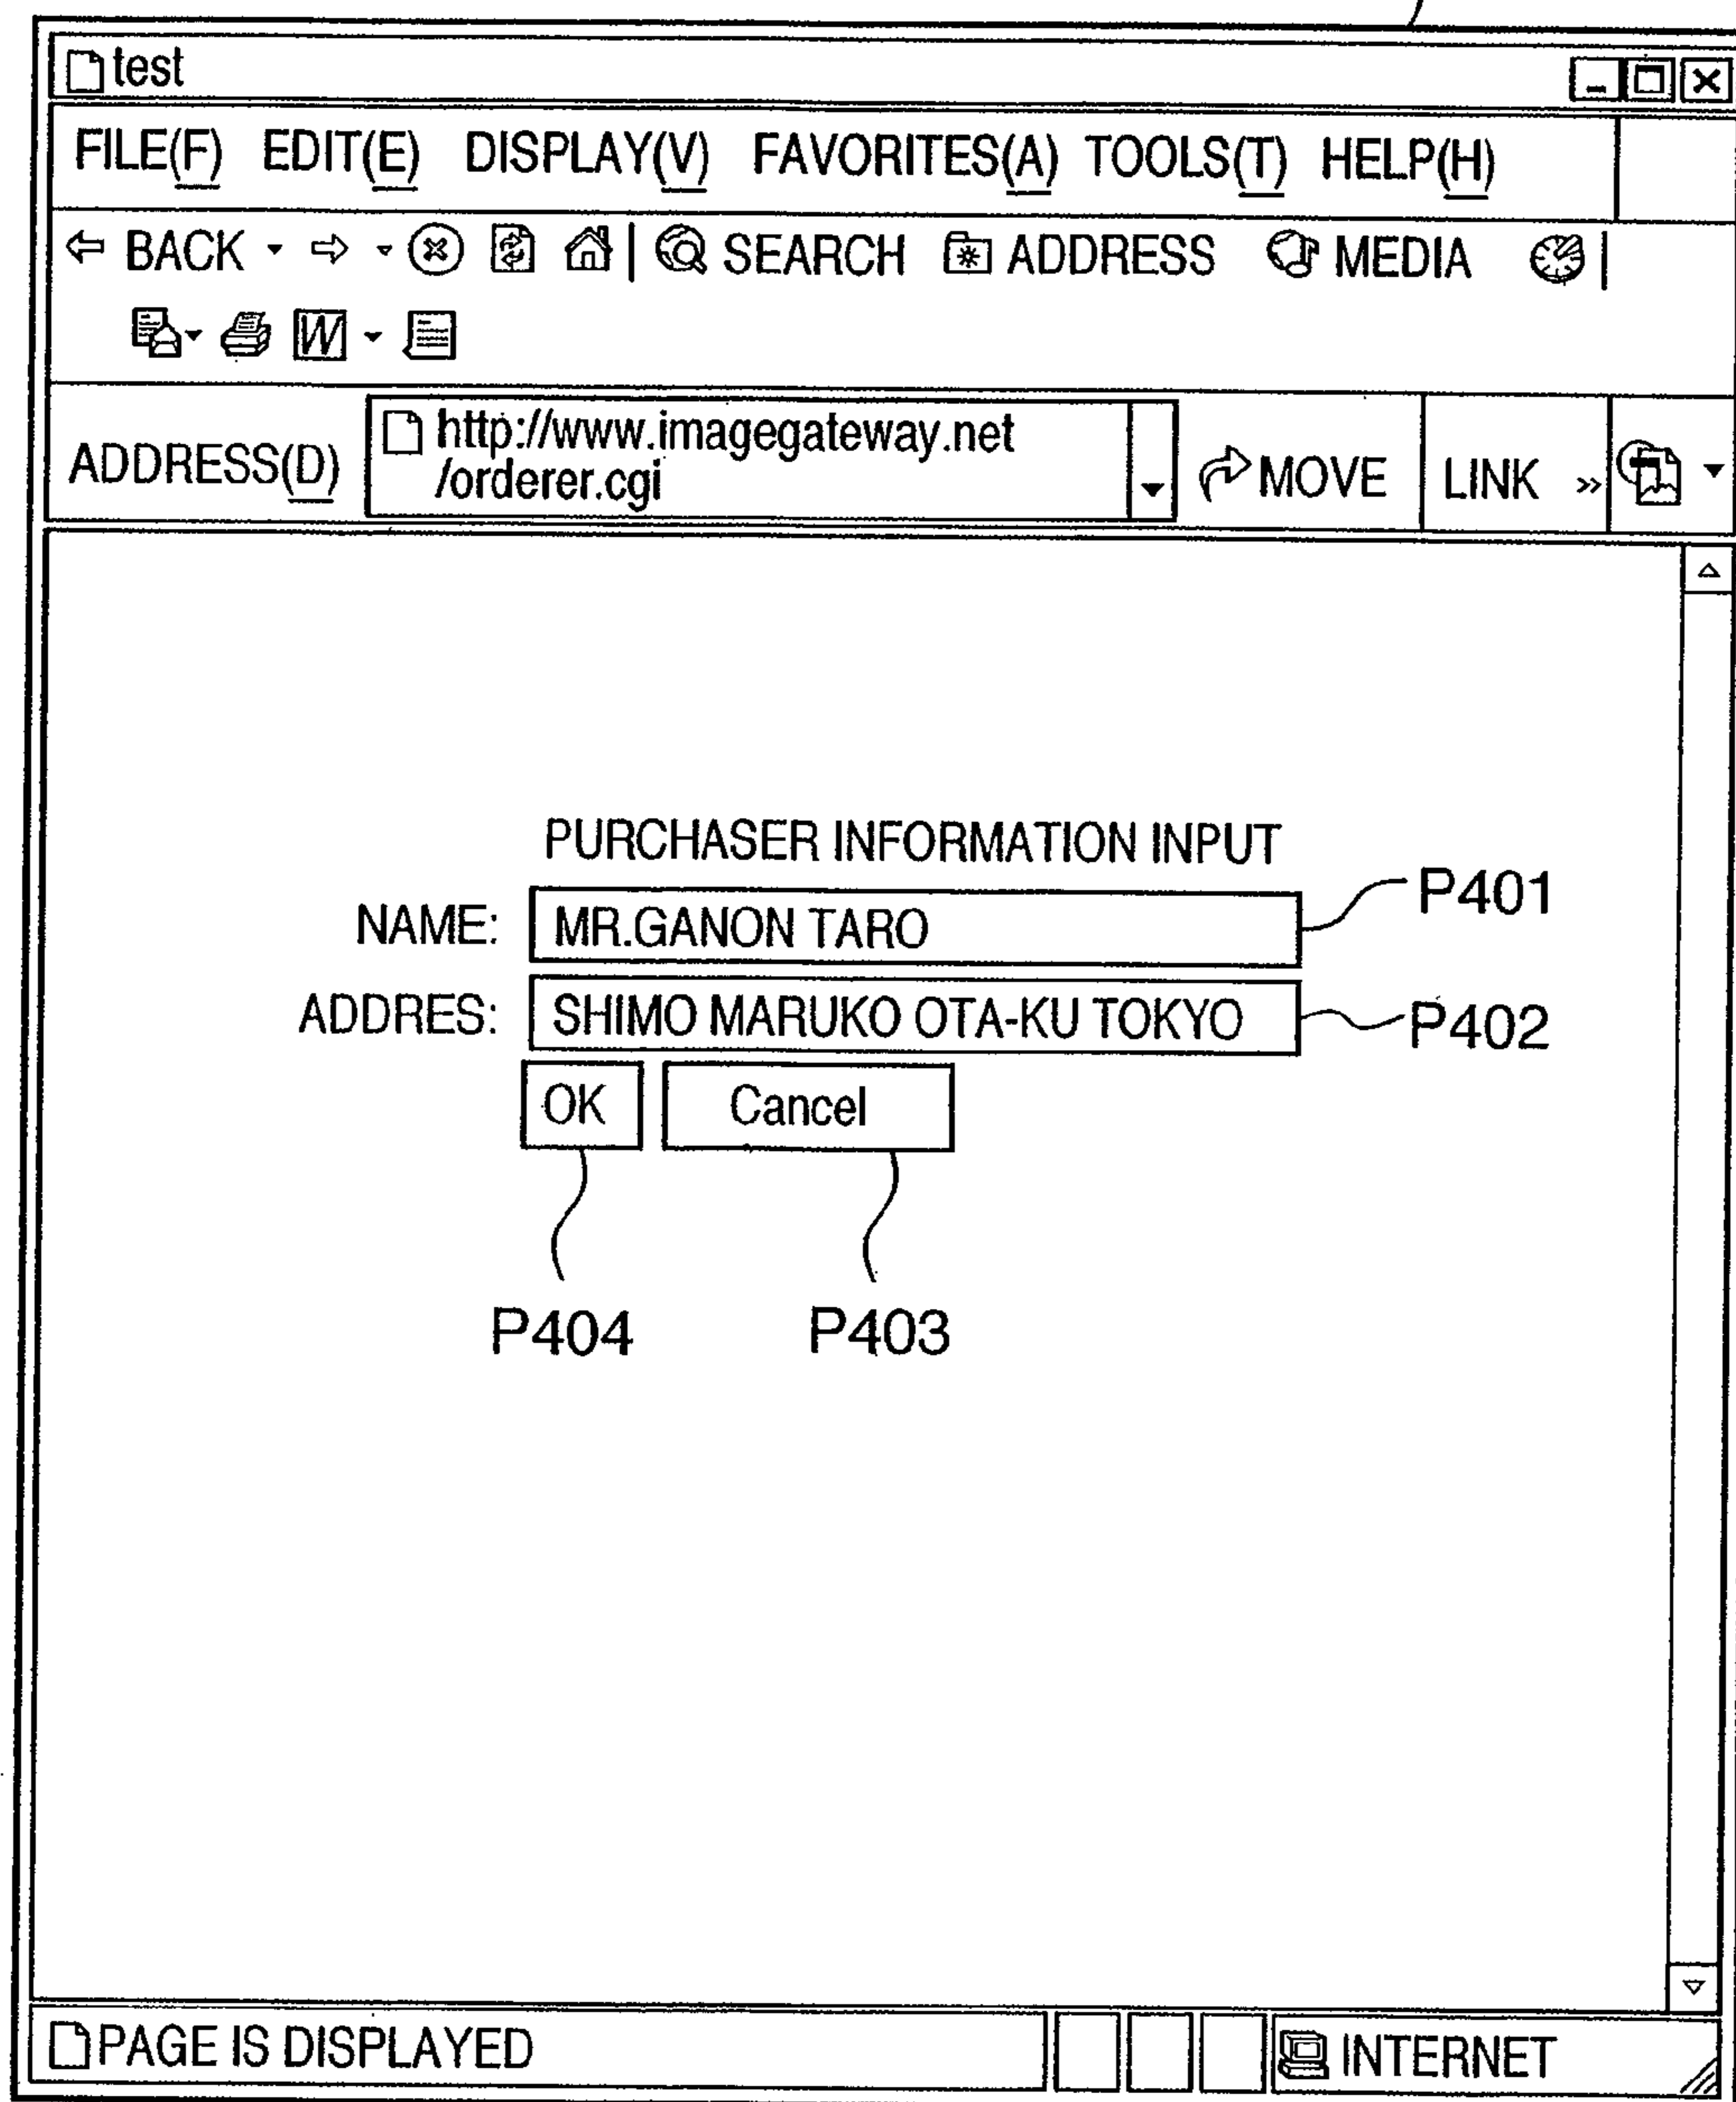 test
FILE(F) EDIT(E) DISPLAY(V) FAVORITES(A) TOOLS(T) HELP(H)
BACK SEARCH ADDRESS MEDIA
W
ADDRESS(D) http://www.imagegateway.net
/orderer.cgi
MOVE LINK »
PURCHASER INFORMATION INPUT
NAME: MR.GANON TARO P401
ADDRES: SHIMO MARUKO OTA-KU TOKYO P402
OK Cancel
P404 P403
PAGE IS DISPLAYED INTERNET